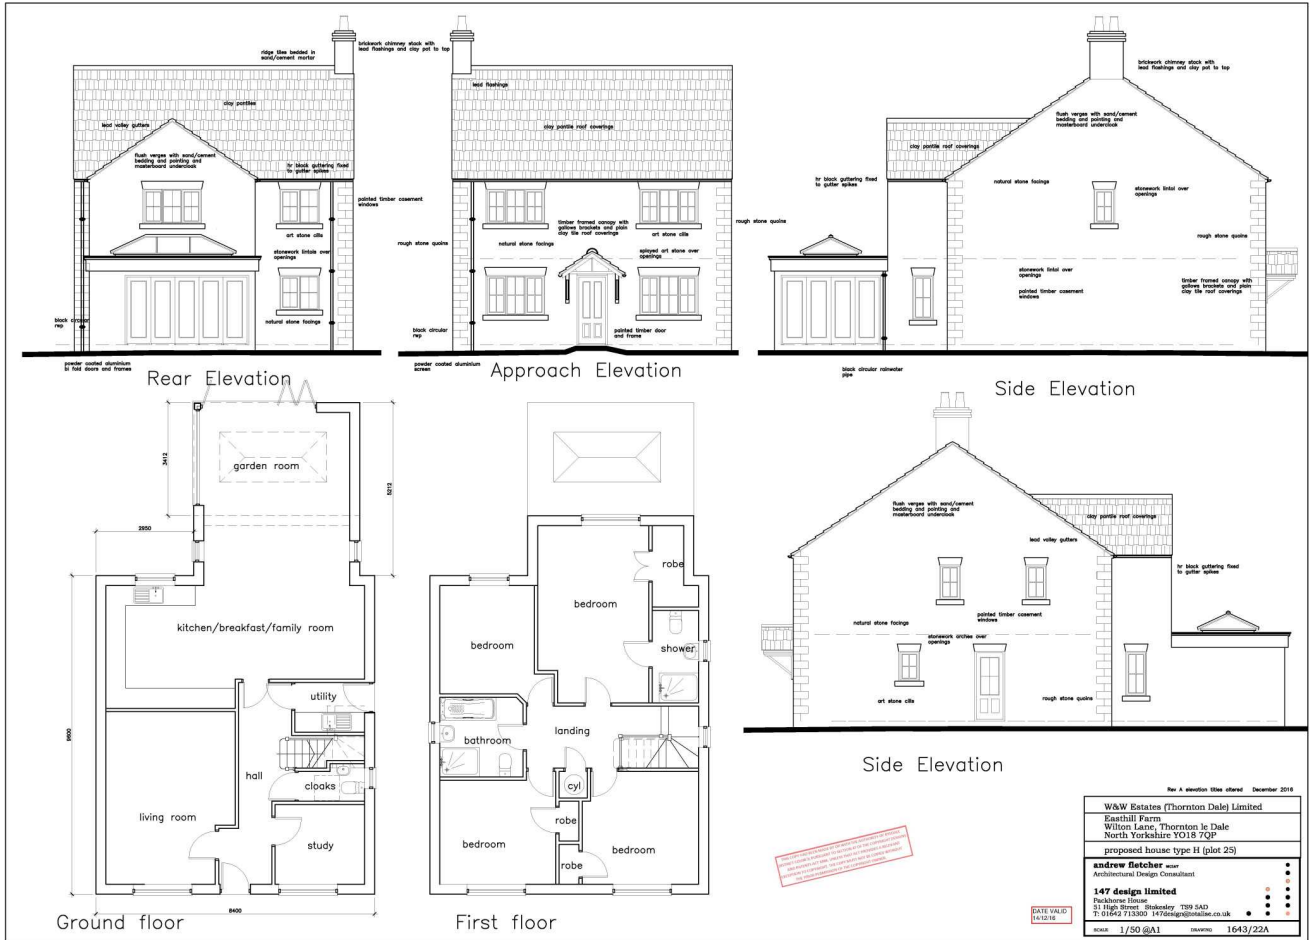 ridge tiles bedded in
sand/cement mortar
brickwork chimney stack with
lead flashings and clay pot to top
clay pantiles
lead valley gutters
flush verges with sand/cement
bedding and pointing and
masterboard undercloak
hr black guttering fixed
to gutter spikes
painted timber casement
windows
art stone cills
stonework lintols over
openings
natural stone facings
black circular
rwp
powder coated aluminium
bi fold doors and frames
Rear Elevation
lead flashings
clay pantile roof coverings
rough stone quoins
timber framed canopy with
gallows brackets and plain
clay tile roof coverings
natural stone facings
art stone cills
splayed art stone over
openings
rough stone quoins
black circular
rwp
painted timber door
and frame
powder coated aluminium
screen
Approach Elevation
brickwork chimney stack with
lead flashings and clay pot to top
flush verges with sand/cement
bedding and pointing and
masterboard undercloak
clay pantile roof coverings
hr black guttering fixed
to gutter spikes
natural stone facings
stonework lintol over
openings
rough stone quoins
stonework lintol over
openings
painted timber casement
windows
timber framed canopy with
gallows brackets and plain
clay tile roof coverings
black circular rainwater
pipe
Side Elevation
3412
garden room
5212
2950
kitchen/breakfast/family room
utility
9600
hall
cloaks
living room
study
8400
Ground floor
robe
bedroom
bedroom
shower
landing
bathroom
cyl
robe
bedroom
robe
bedroom
First floor
flush verges with sand/cement
bedding and pointing and
masterboard undercloak
clay pantile roof coverings
lead valley gutters
hr black guttering fixed
to gutter spikes
painted timber casement
windows
natural stone facings
stonework arches over
openings
art stone cills
rough stone quoins
Side Elevation
Rev A elevation titles altered December 2016
W&W Estates (Thornton Dale) Limited
Easthill Farm
Wilton Lane, Thornton le Dale
North Yorkshire YO18 7QP
proposed house type H (plot 25)
andrew fletcher MCIAT
Architectural Design Consultant
147 design limited
Packhorse House
51 High Street Stokesley TS9 5AD
T: 01642 713300 147design@totalise.co.uk
SCALE 1/50 @A1 DRAWING 1643/22A
DATE VALID
14/12/16